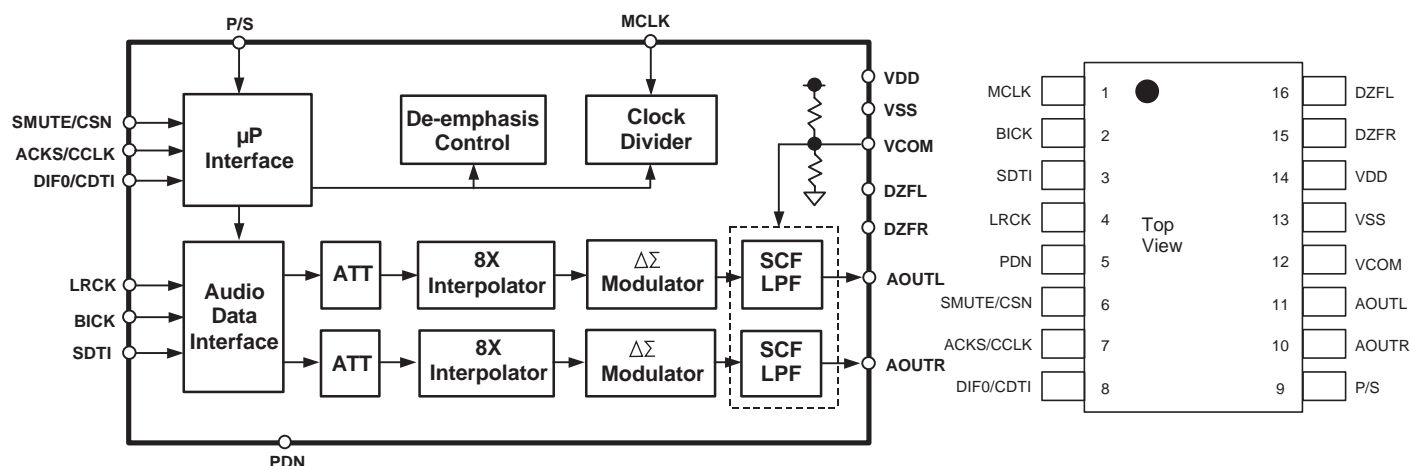 P/S
MCLK
VDD
VSS
VCOM
DZFL
DZFR
AOUTL
AOUTR
SMUTE/CSN
ACKS/CCLK
DIF0/CDTI
LRCK
BICK
SDTI
PDN
µP
Interface
De-emphasis
Control
Clock
Divider
Audio
Data
Interface
ATT
8X
Interpolator
ΔΣ
Modulator
SCF
LPF
ATT
8X
Interpolator
ΔΣ
Modulator
SCF
LPF
MCLK 1 16 DZFL
BICK 2 15 DZFR
SDTI 3 14 VDD
LRCK 4 13 VSS
Top
View
PDN 5 12 VCOM
SMUTE/CSN 6 11 AOUTL
ACKS/CCLK 7 10 AOUTR
DIF0/CDTI 8 9 P/S